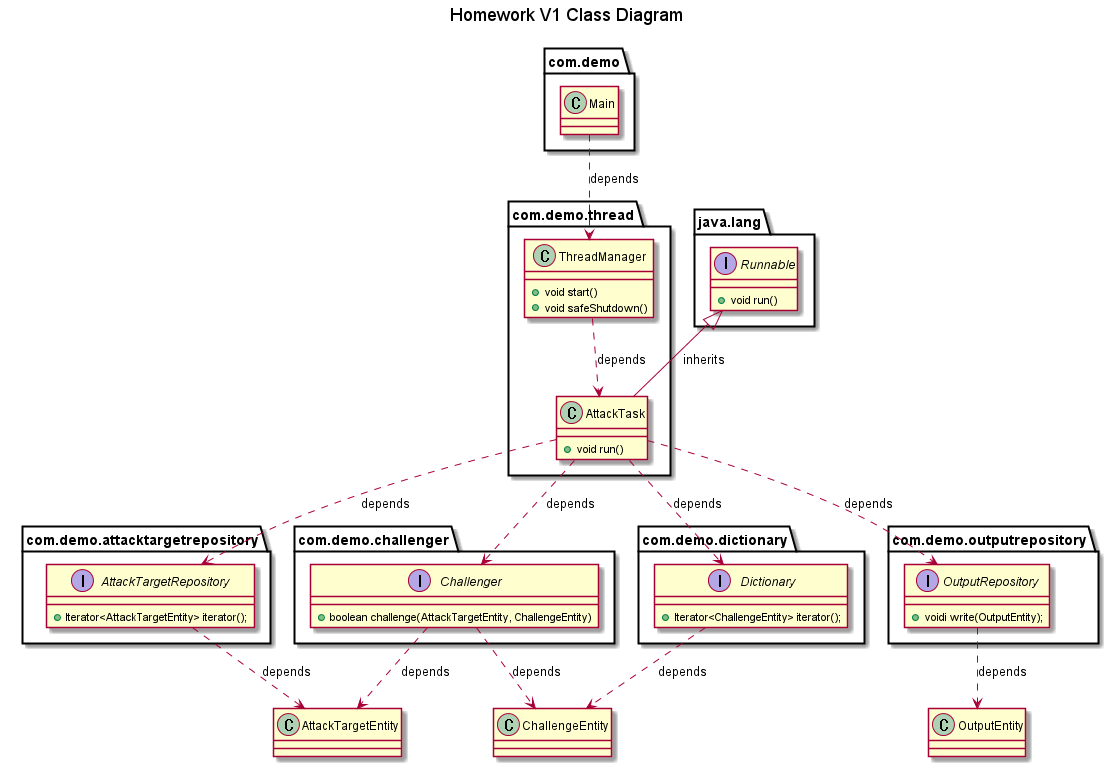 Homework V1 Class Diagram
com.demo
C Main
depends
com.demo.thread
java.lang
C ThreadManager
void start()
void safeShutdown()
I Runnable
void run()
depends
inherits
C AttackTask
void run()
depends
depends
depends
depends
com.demo.attacktargetrepository
com.demo.challenger
com.demo.dictionary
com.demo.outputrepository
I AttackTargetRepository
Iterator<AttackTargetEntity> iterator();
I Challenger
boolean challenge(AttackTargetEntity, ChallengeEntity)
I Dictionary
Iterator<ChallengeEntity> iterator();
I OutputRepository
voidi write(OutputEntity);
depends
depends
depends
depends
depends
C AttackTargetEntity
C ChallengeEntity
C OutputEntity